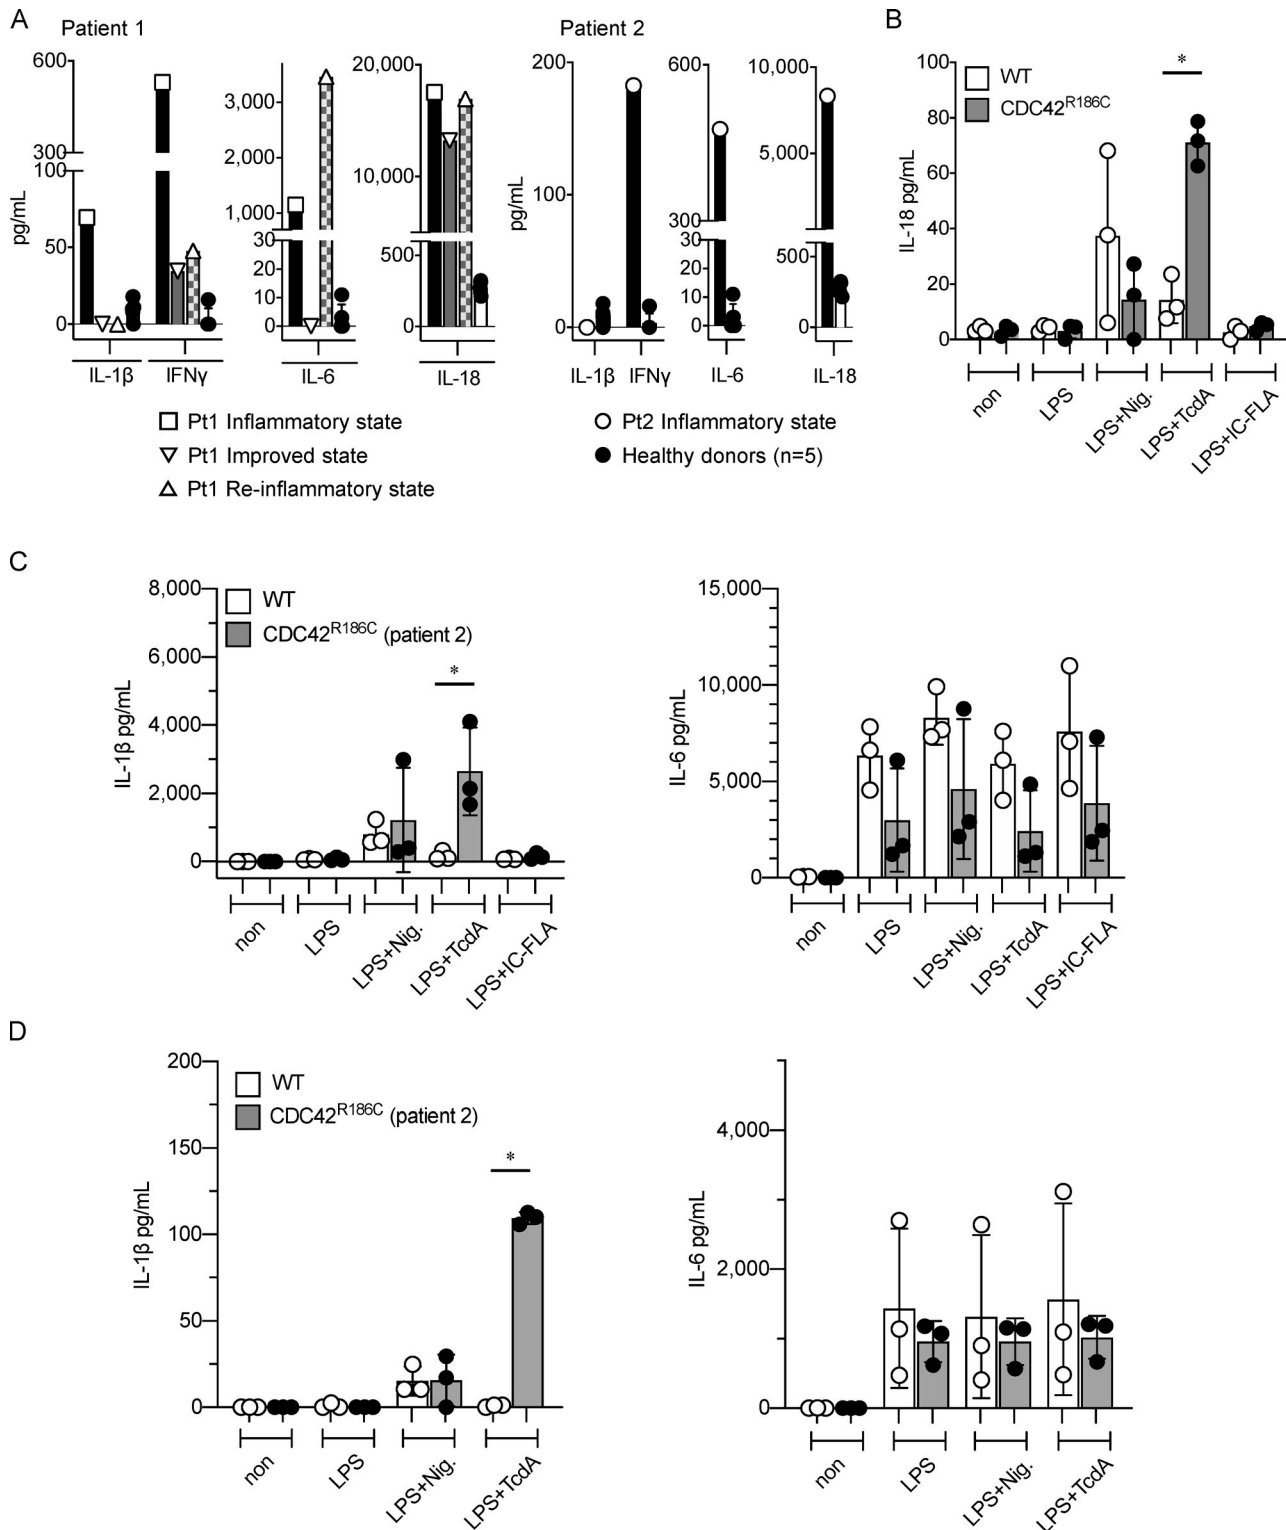 A
Patient 1
Patient 2
pg/mL
600
300
100
50
0
IL-1β
IFNγ
3,000
2,000
1,000
30
20
10
0
IL-6
20,000
10,000
500
0
IL-18
200
100
0
IL-1β
IFNγ
600
300
30
20
10
0
IL-6
10,000
5,000
500
0
IL-18
Pt1 Inflammatory state
Pt1 Improved state
Pt1 Re-inflammatory state
Pt2 Inflammatory state
Healthy donors (n=5)
B
IL-18 pg/mL
100
80
60
40
20
0
WT
CDC42R186C
*
non
LPS
LPS+Nig.
LPS+TcdA
LPS+IC-FLA
C
IL-1β pg/mL
8,000
6,000
4,000
2,000
0
WT
CDC42R186C (patient 2)
*
non
LPS
LPS+Nig.
LPS+TcdA
LPS+IC-FLA
IL-6 pg/mL
15,000
10,000
5,000
0
non
LPS
LPS+Nig.
LPS+TcdA
LPS+IC-FLA
D
IL-1β pg/mL
200
150
100
50
0
WT
CDC42R186C (patient 2)
*
non
LPS
LPS+Nig.
LPS+TcdA
IL-6 pg/mL
4,000
2,000
0
non
LPS
LPS+Nig.
LPS+TcdA